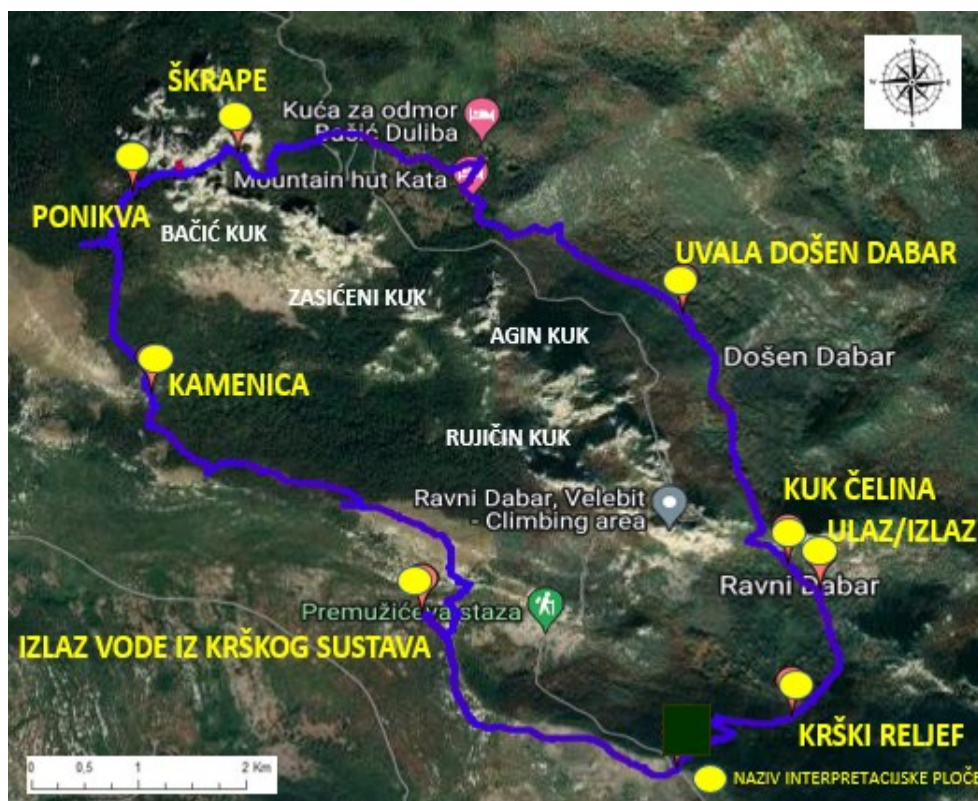 ŠKRAPE
Kuća za odmor
Bačić Duliba
Mountain hut Kata
PONIKVA
BAČIĆ KUK
ZASIĆENI KUK
UVALA DOŠEN DABAR
AGIN KUK
Došen Dabar
KAMENICA
RUJIČIN KUK
KUK ČELINA
Ravni Dabar, Velebit
- Climbing area
ULAZ/IZLAZ
Ravni Dabar
Premužićeva staza
IZLAZ VODE IZ KRŠKOG SUSTAVA
KRŠKI RELJEF
0 0,5 1 2 Km
NAZIV INTERPRETACIJSKE PLOČE
N
W E
S